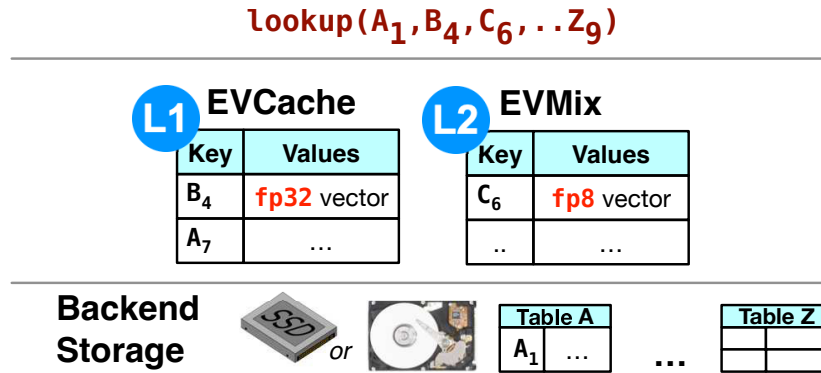 lookup(A1,B4,C6,..Z9)
L1 EVCache
Key Values
B4 fp32 vector
A7 ...
L2 EVMix
Key Values
C6 fp8 vector
.. ...
Backend
Storage
SSD
or
Table A
A1 ...
...
Table Z